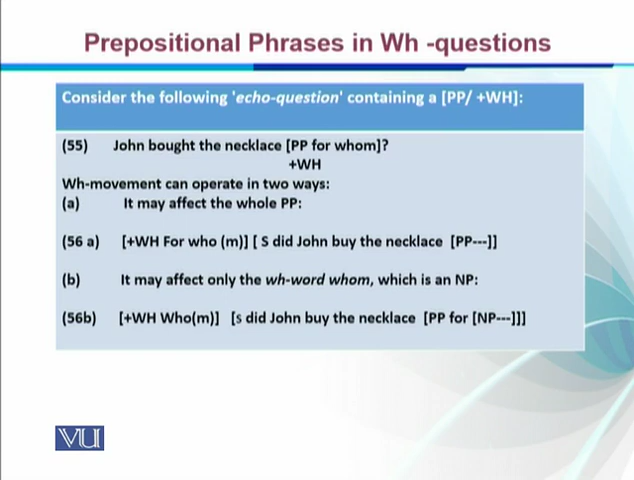 Prepositional Phrases in Wh -questions
Consider the following 'echo-question' containing a [PP/ +WH]:
(55) John bought the necklace [PP for whom]?
+WH
Wh-movement can operate in two ways:
(a) It may affect the whole PP:
(56 a) [+WH For who (m)] [ S did John buy the necklace [PP---]]
(b) It may affect only the wh-word whom, which is an NP:
(56b) [+WH Who(m)] [s did John buy the necklace [PP for [NP---]]]
VU